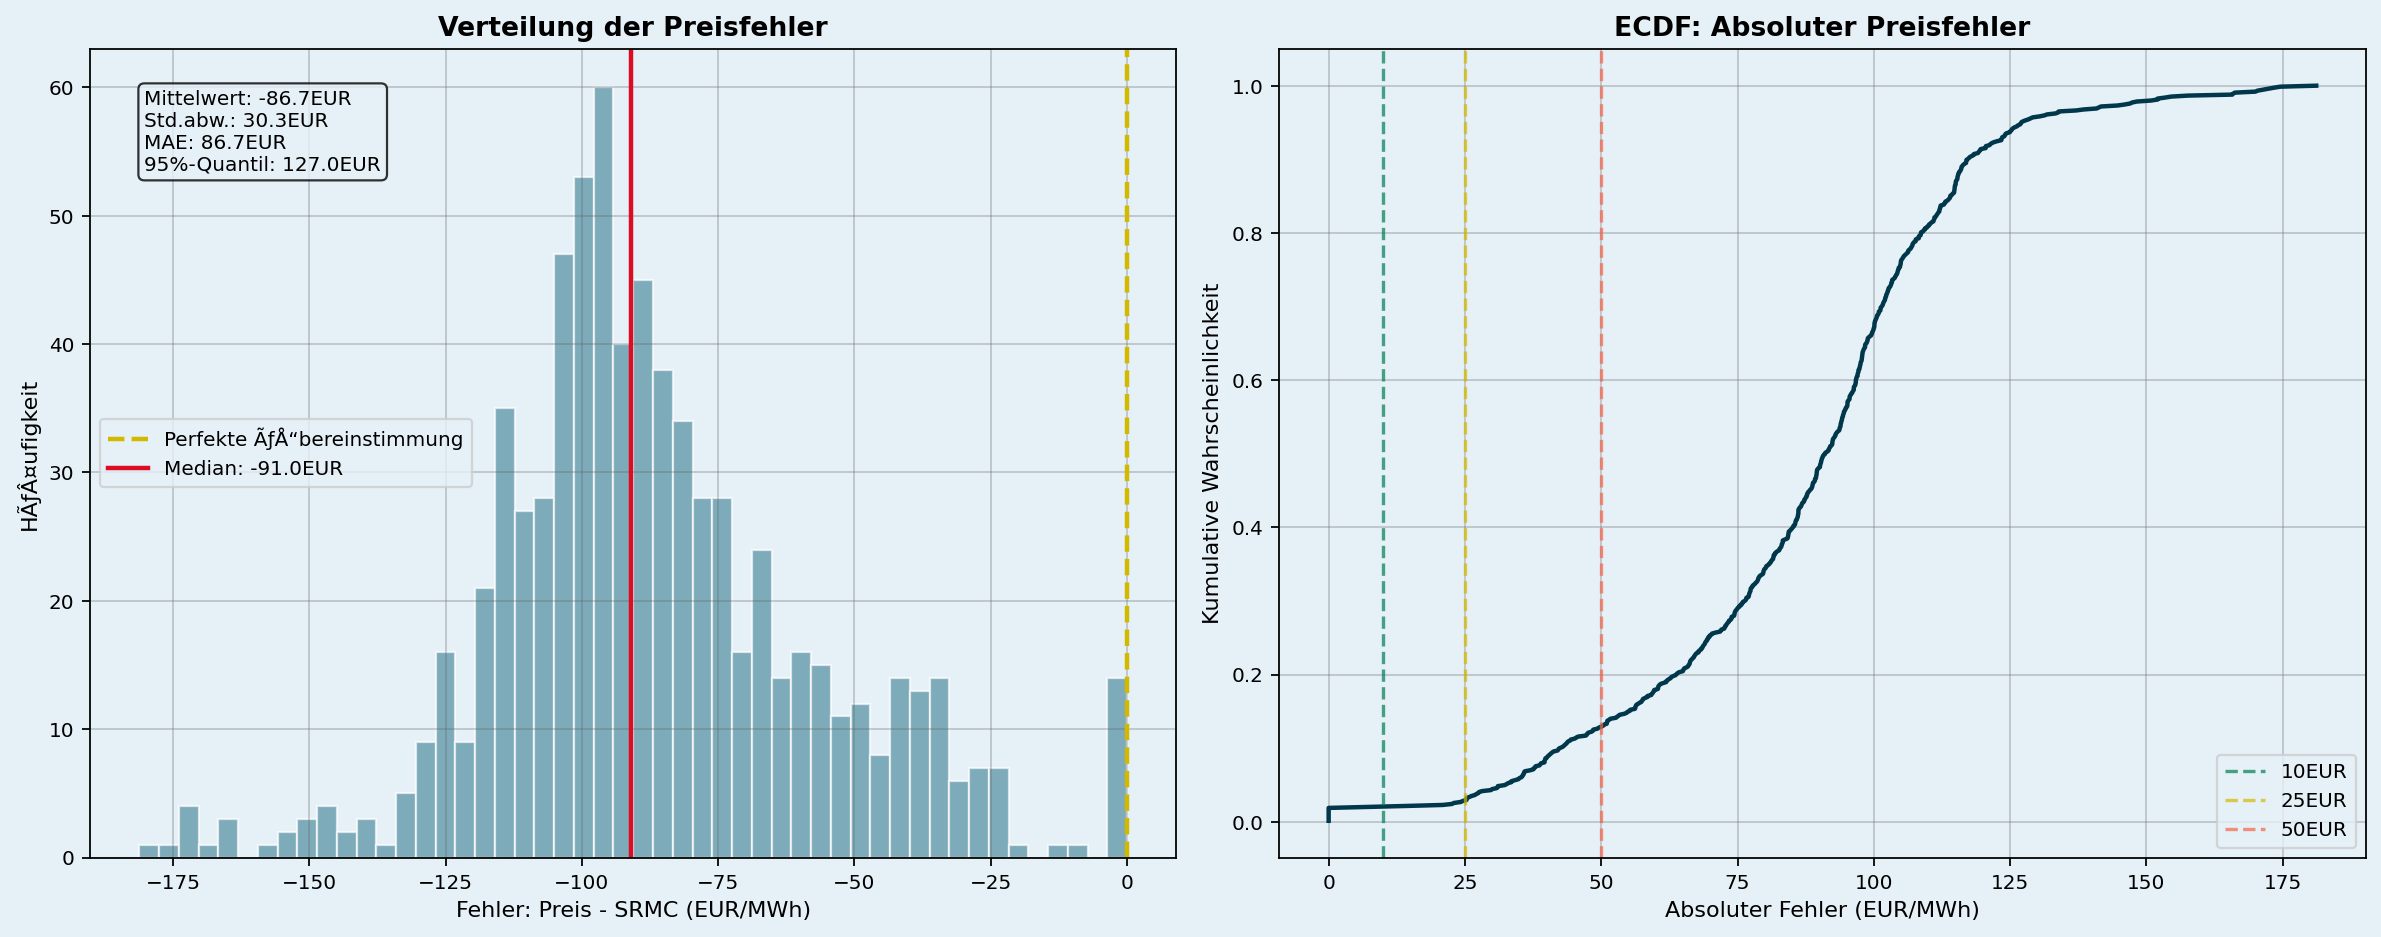 Verteilung der Preisfehler
60
50
40
30
20
10
0
HÃƒÂ¤ufigkeit
Mittelwert: -86.7EUR
Std.abw.: 30.3EUR
MAE: 86.7EUR
95%-Quantil: 127.0EUR
Perfekte ÃƒÅ“bereinstimmung
Median: -91.0EUR
−175 −150 −125 −100 −75 −50 −25 0
Fehler: Preis - SRMC (EUR/MWh)
ECDF: Absoluter Preisfehler
1.0
0.8
0.6
0.4
0.2
0.0
Kumulative Wahrscheinlichkeit
10EUR
25EUR
50EUR
0 25 50 75 100 125 150 175
Absoluter Fehler (EUR/MWh)